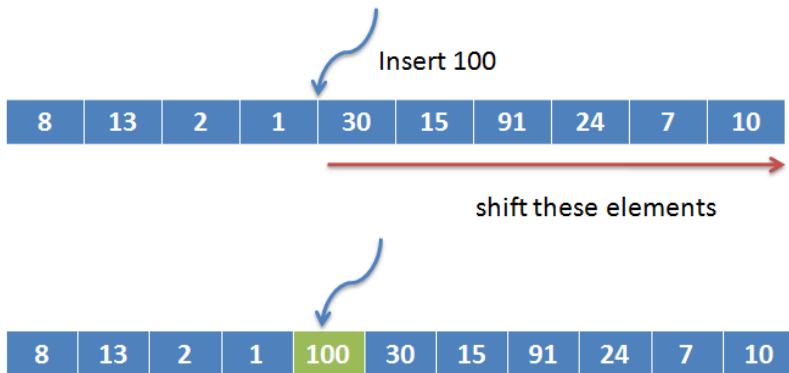 Insert 100
8 13 2 1 30 15 91 24 7 10
shift these elements
8 13 2 1 100 30 15 91 24 7 10